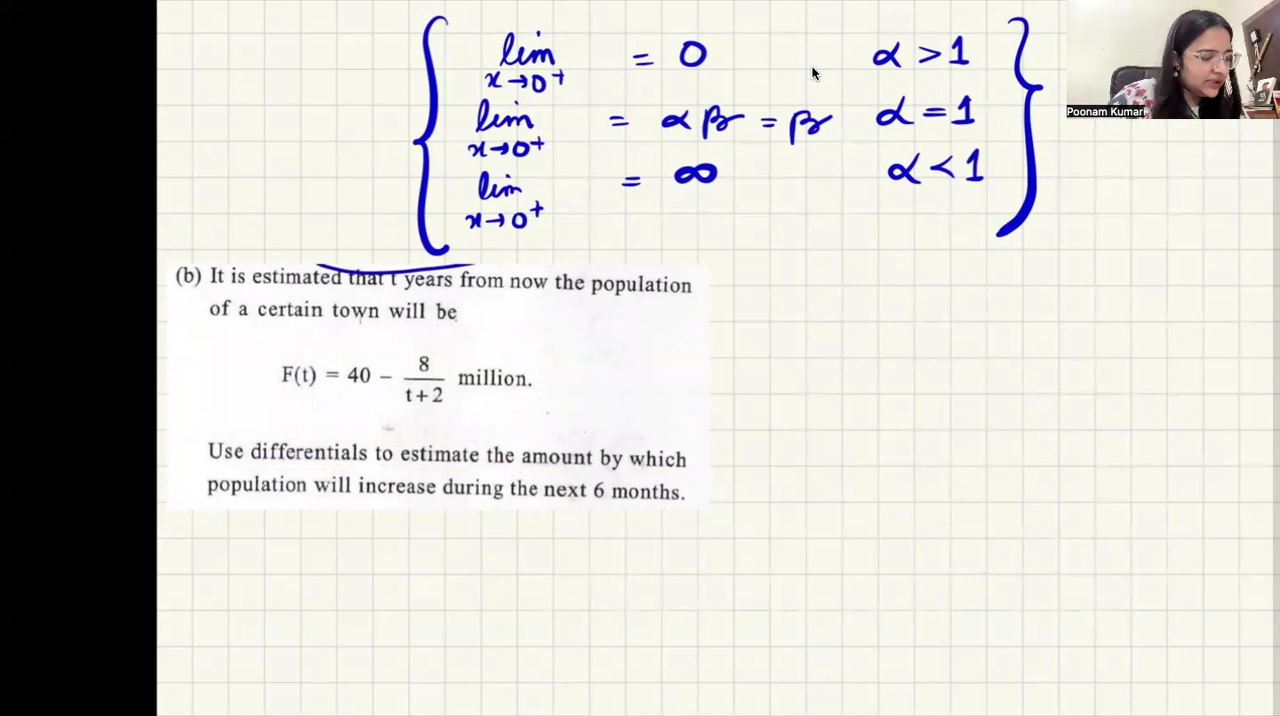 lim = 0 α > 1
x→0⁺
lim = αβ = β α = 1
x→0⁺
lim = ∞ α < 1
x→0⁺
Poonam Kumari
(b) It is estimated that t years from now the population
of a certain town will be
F(t) = 40 − 8/(t+2) million.
Use differentials to estimate the amount by which
population will increase during the next 6 months.